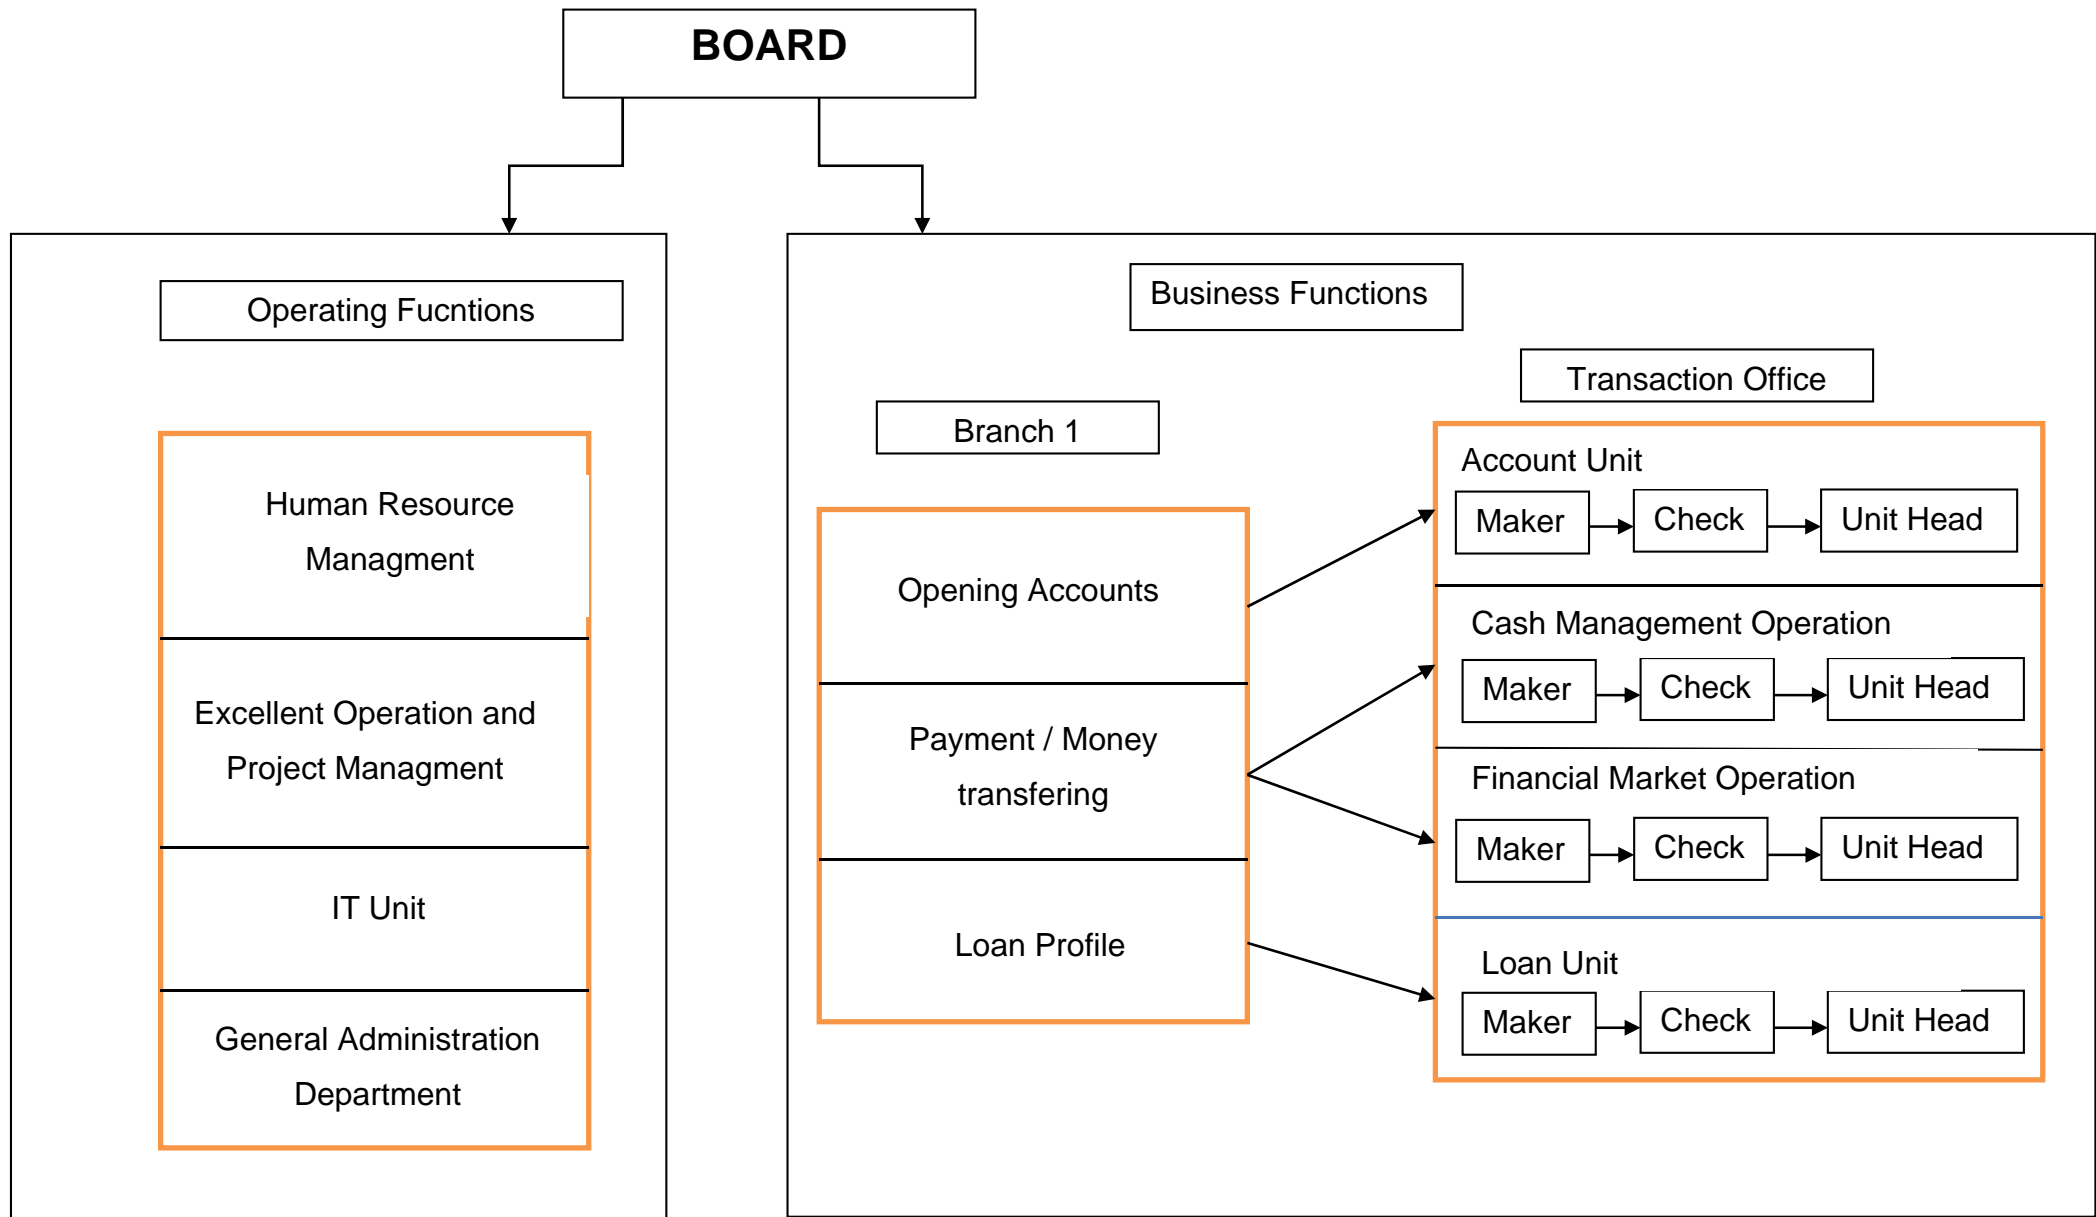 BOARD
Operating Fucntions
Human Resource
Managment
Excellent Operation and
Project Managment
IT Unit
General Administration
Department
Business Functions
Branch 1
Opening Accounts
Payment / Money
transfering
Loan Profile
Transaction Office
Account Unit
Maker Check Unit Head
Cash Management Operation
Maker Check Unit Head
Financial Market Operation
Maker Check Unit Head
Loan Unit
Maker Check Unit Head